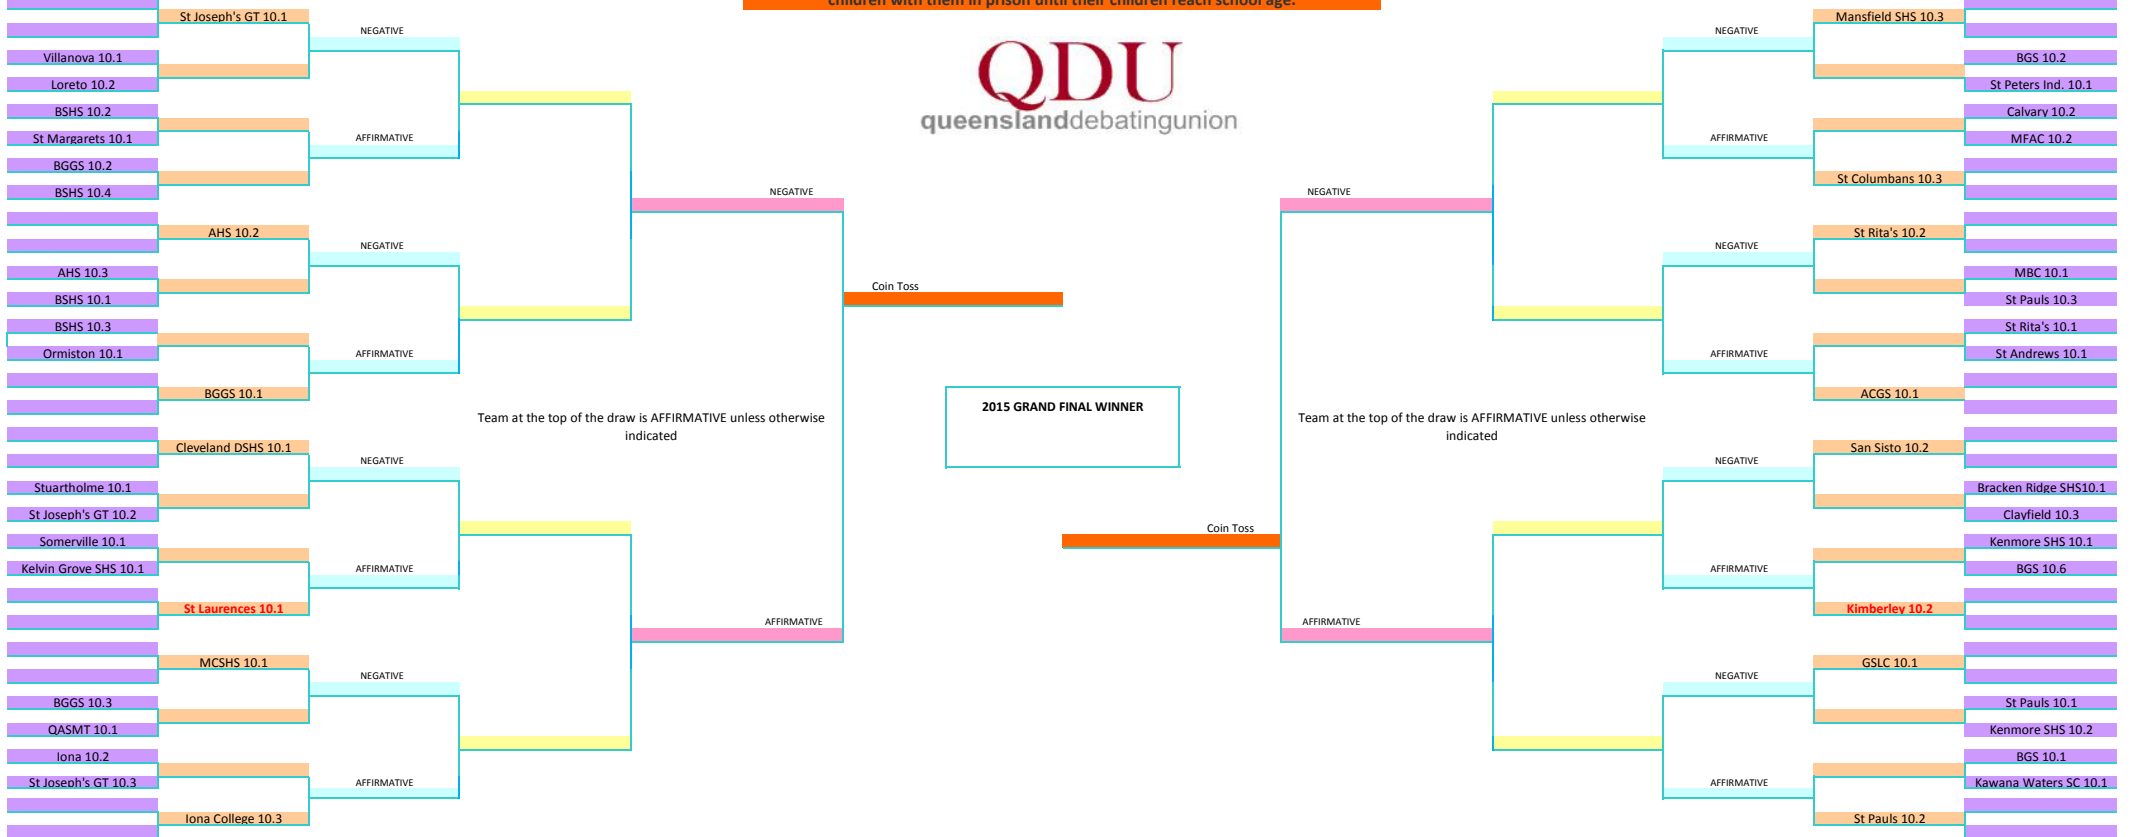 children with them in prison until their children reach school age.
QDU
queenslanddebatingunion
St Joseph's GT 10.1
NEGATIVE
Villanova 10.1
Loreto 10.2
BSHS 10.2
St Margarets 10.1
AFFIRMATIVE
BGGS 10.2
BSHS 10.4
NEGATIVE
AHS 10.2
NEGATIVE
AHS 10.3
BSHS 10.1
Coin Toss
BSHS 10.3
Ormiston 10.1
AFFIRMATIVE
BGGS 10.1
Team at the top of the draw is AFFIRMATIVE unless otherwise
indicated
Cleveland DSHS 10.1
NEGATIVE
Stuartholme 10.1
St Joseph's GT 10.2
Somerville 10.1
Kelvin Grove SHS 10.1
AFFIRMATIVE
St Laurences 10.1
AFFIRMATIVE
MCSHS 10.1
NEGATIVE
BGGS 10.3
QASMT 10.1
Iona 10.2
St Joseph's GT 10.3
AFFIRMATIVE
Iona College 10.3
2015 GRAND FINAL WINNER
Mansfield SHS 10.3
NEGATIVE
BGS 10.2
St Peters Ind. 10.1
Calvary 10.2
AFFIRMATIVE
MFAC 10.2
St Columbans 10.3
NEGATIVE
St Rita's 10.2
NEGATIVE
MBC 10.1
St Pauls 10.3
St Rita's 10.1
AFFIRMATIVE
St Andrews 10.1
ACGS 10.1
Team at the top of the draw is AFFIRMATIVE unless otherwise
indicated
San Sisto 10.2
NEGATIVE
Bracken Ridge SHS10.1
Clayfield 10.3
Coin Toss
Kenmore SHS 10.1
AFFIRMATIVE
BGS 10.6
Kimberley 10.2
AFFIRMATIVE
GSLC 10.1
NEGATIVE
St Pauls 10.1
Kenmore SHS 10.2
BGS 10.1
AFFIRMATIVE
Kawana Waters SC 10.1
St Pauls 10.2